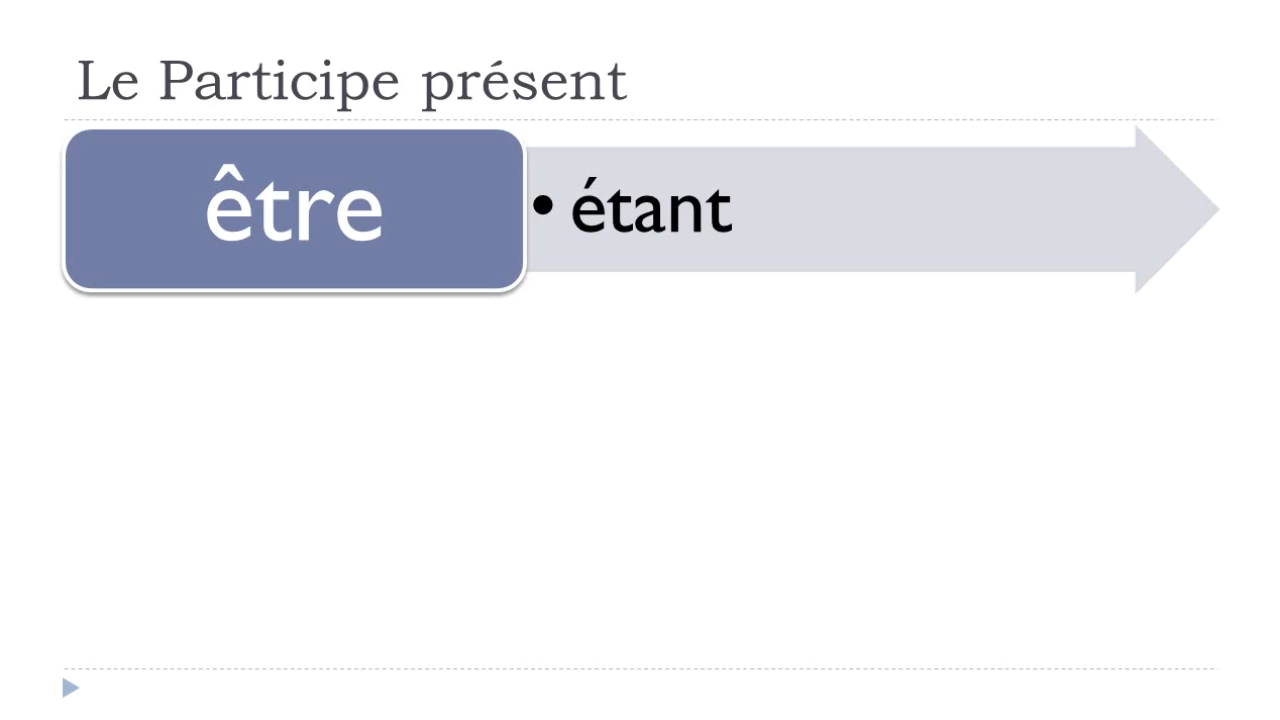 Le Participe présent
être
• étant